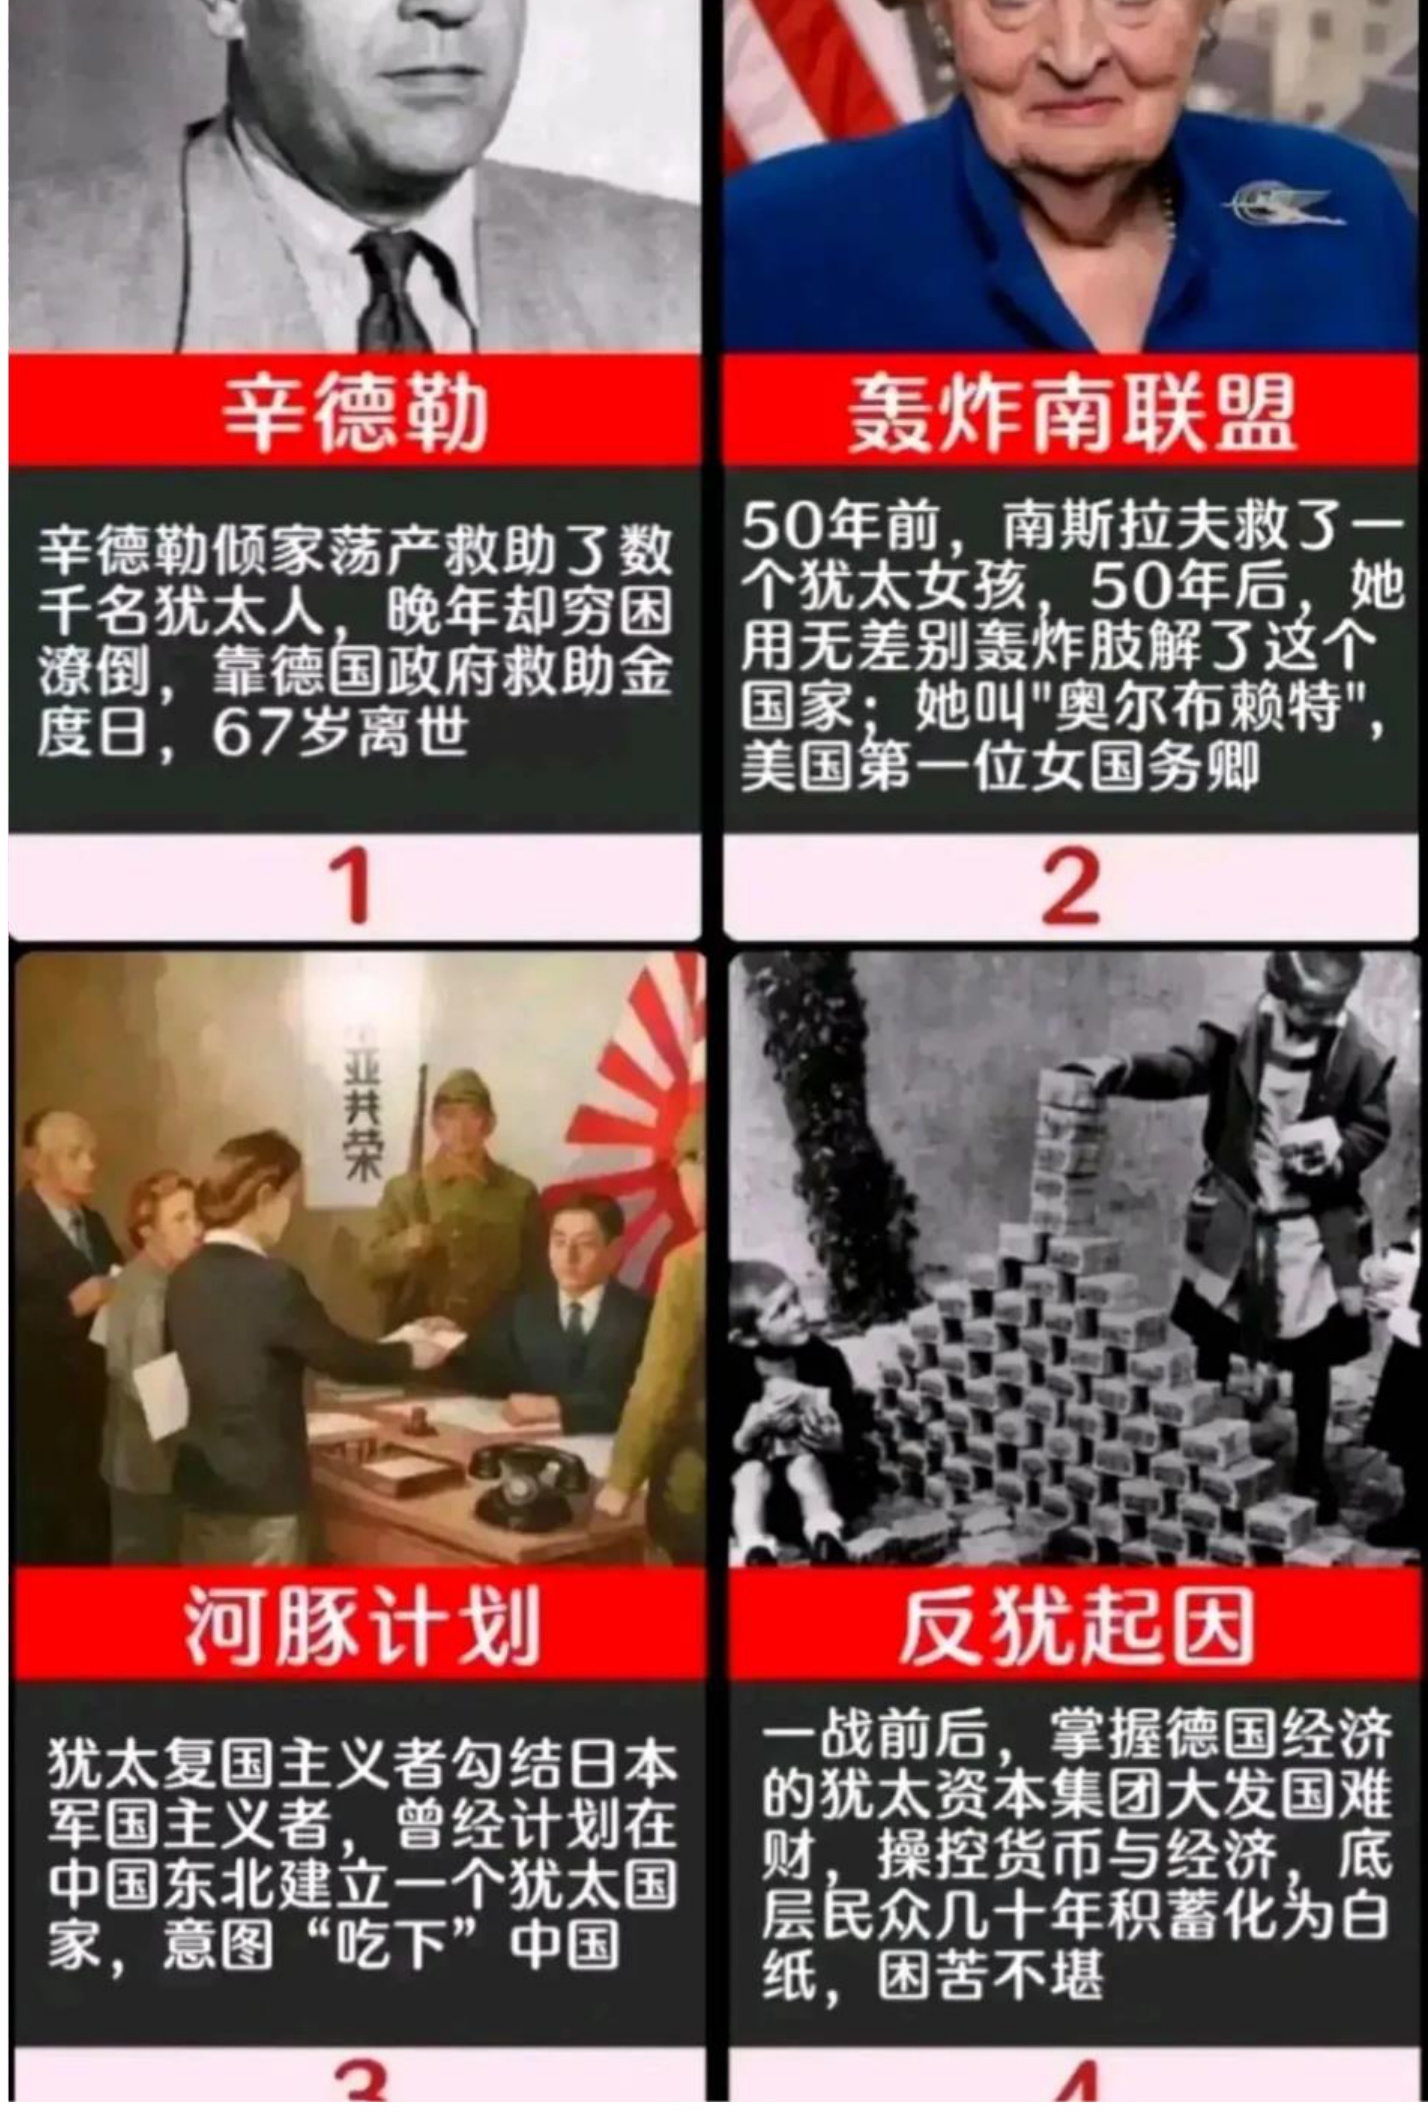 辛德勒
辛德勒倾家荡产救助了数
千名犹太人，晚年却穷困
潦倒，靠德国政府救助金
度日，67岁离世
1
轰炸南联盟
50年前，南斯拉夫救了一
个犹太女孩，50年后，她
用无差别轰炸肢解了这个
国家；她叫"奥尔布赖特"，
美国第一位女国务卿
2
亚共荣
河豚计划
犹太复国主义者勾结日本
军国主义者，曾经计划在
中国东北建立一个犹太国
家，意图“吃下”中国
3
反犹起因
一战前后，掌握德国经济
的犹太资本集团大发国难
财，操控货币与经济，底
层民众几十年积蓄化为白
纸，困苦不堪
4